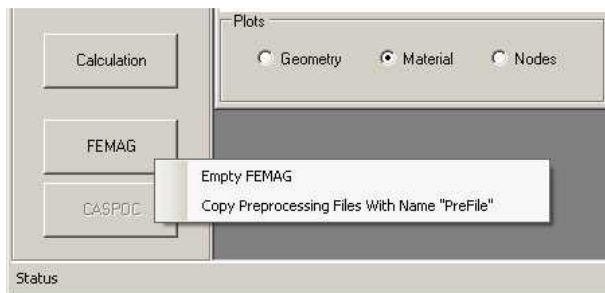 Plots
Calculation
Geometry Material Nodes
FEMAG
Empty FEMAG
Copy Preprocessing Files With Name "PreFile"
CASPOC
Status